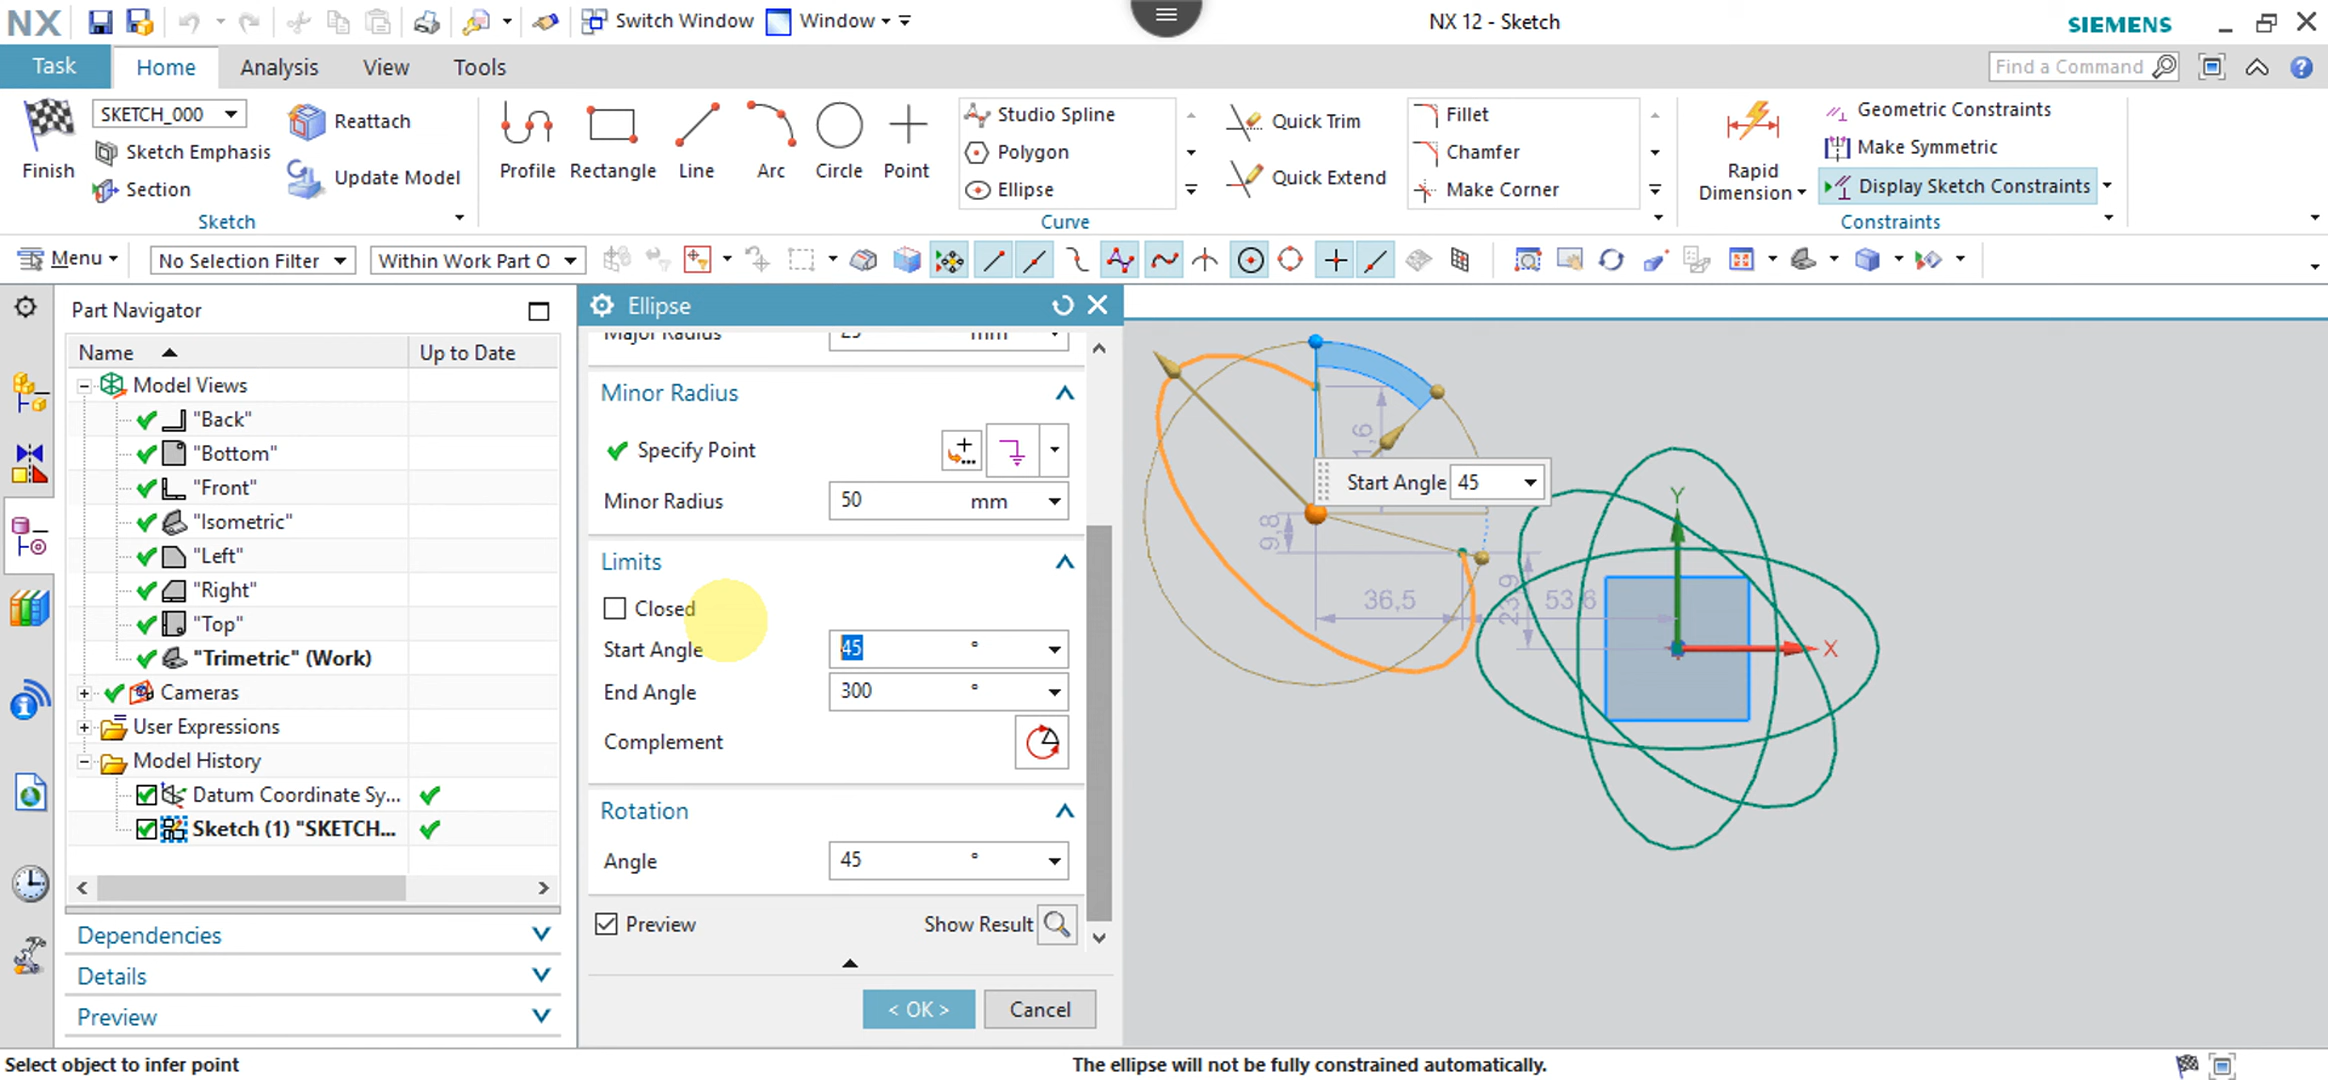 NX
Switch Window
Window
NX 12 - Sketch
SIEMENS
Task
Home
Analysis
View
Tools
Find a Command
Finish
SKETCH_000
Sketch Emphasis
Section
Reattach
Update Model
Sketch
Profile
Rectangle
Line
Arc
Circle
Point
Studio Spline
Polygon
Ellipse
Quick Trim
Quick Extend
Fillet
Chamfer
Make Corner
Curve
Rapid
Dimension
Geometric Constraints
Make Symmetric
Display Sketch Constraints
Constraints
Menu
No Selection Filter
Within Work Part O
Part Navigator
Name
Up to Date
Model Views
"Back"
"Bottom"
"Front"
"Isometric"
"Left"
"Right"
"Top"
"Trimetric" (Work)
Cameras
User Expressions
Model History
Datum Coordinate Sy...
Sketch (1) "SKETCH...
Dependencies
Details
Preview
Ellipse
Major Radius 25 mm
Minor Radius
Specify Point
Minor Radius 50 mm
Limits
Closed
Start Angle 45 °
End Angle 300 °
Complement
Rotation
Angle 45 °
Preview Show Result
< OK > Cancel
Start Angle 45
9,8
36,5
53,6
Y
X
Select object to infer point
The ellipse will not be fully constrained automatically.